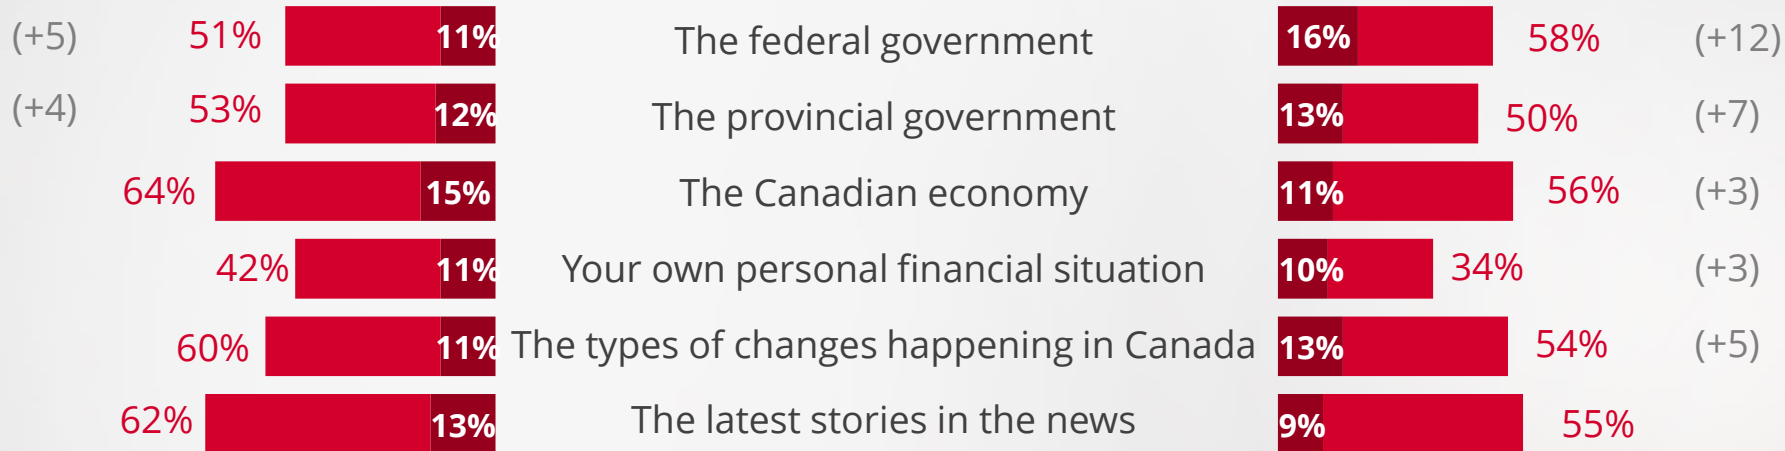 (+5) 51% 11% The federal government 16% 58% (+12)
(+4) 53% 12% The provincial government 13% 50% (+7)
64% 15% The Canadian economy 11% 56% (+3)
42% 11% Your own personal financial situation 10% 34% (+3)
60% 11% The types of changes happening in Canada 13% 54% (+5)
62% 13% The latest stories in the news 9% 55%